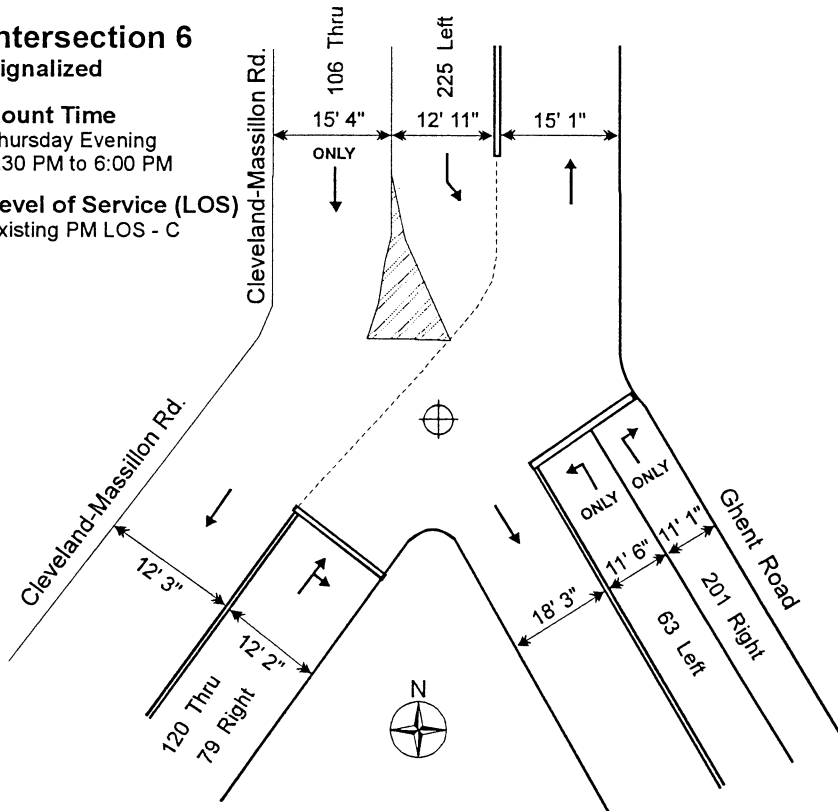 ntersection 6
ignalized
ount Time
hursday Evening
:30 PM to 6:00 PM
evel of Service (LOS)
xisting PM LOS - C
Cleveland-Massillon Rd.
106 Thru
225 Left
15' 4"
12' 11"
15' 1"
ONLY
Cleveland-Massillon Rd.
12' 3"
12' 2"
120 Thru
79 Right
N
18' 3"
11' 6"
11' 1"
ONLY
ONLY
63 Left
201 Right
Ghent Road